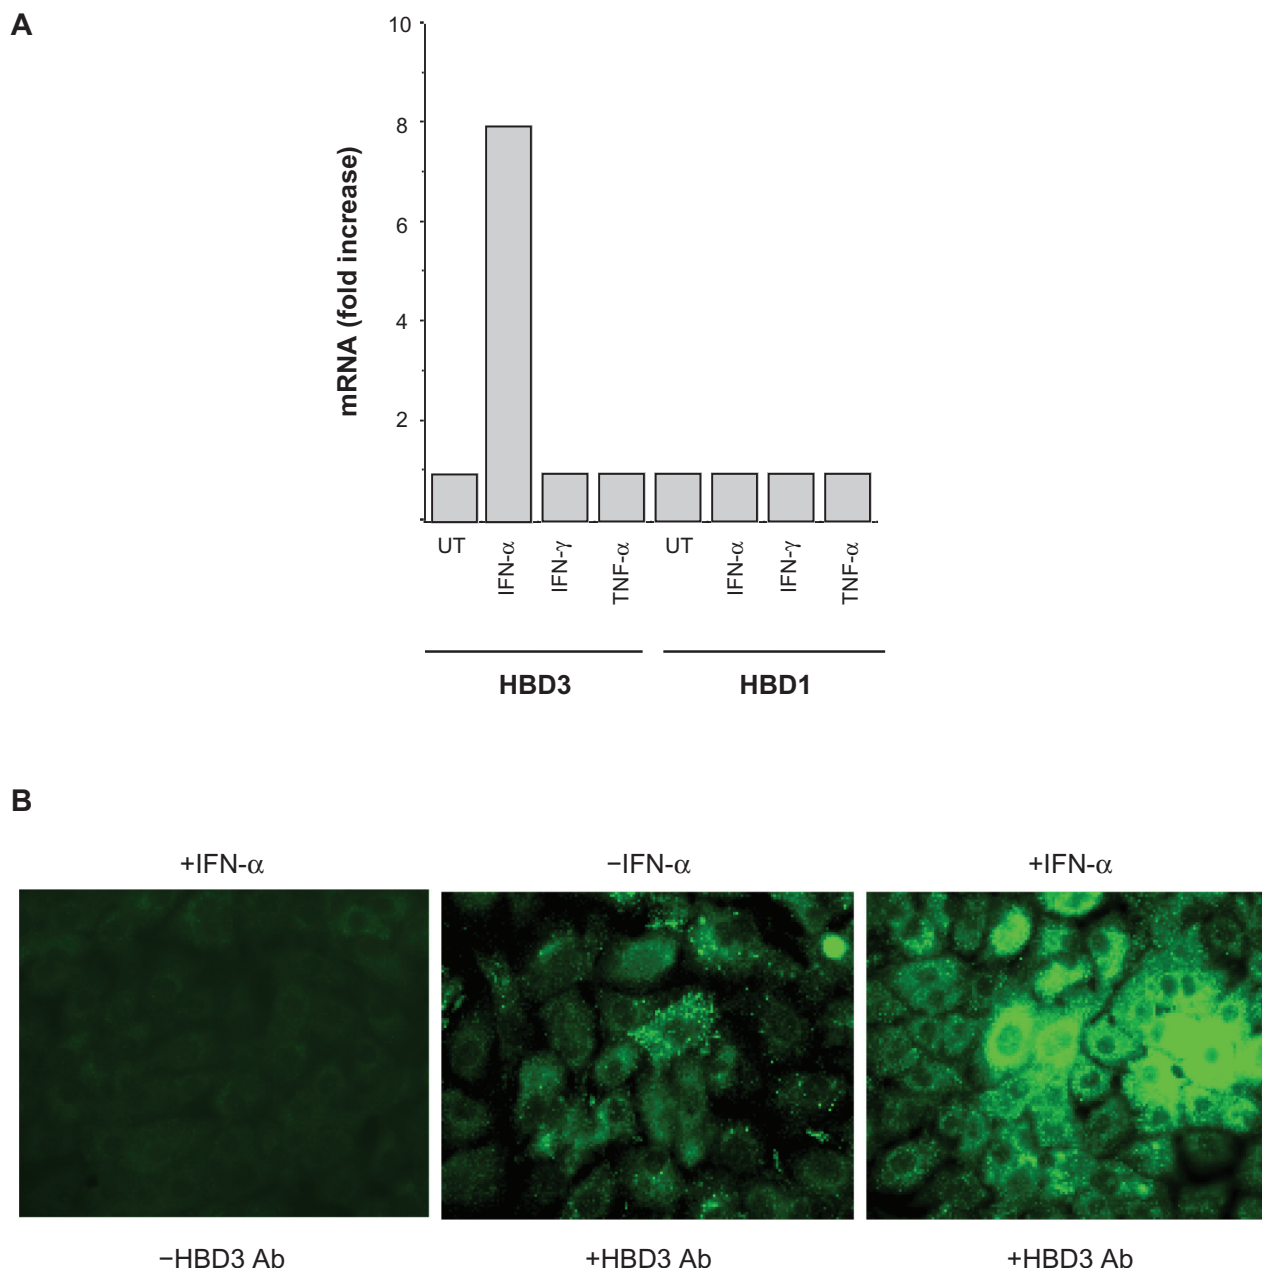 A
10
8
6
4
2
mRNA (fold increase)
UT
IFN-α
IFN-γ
TNF-α
UT
IFN-α
IFN-γ
TNF-α
HBD3
HBD1
B
+IFN-α
−IFN-α
+IFN-α
−HBD3 Ab
+HBD3 Ab
+HBD3 Ab